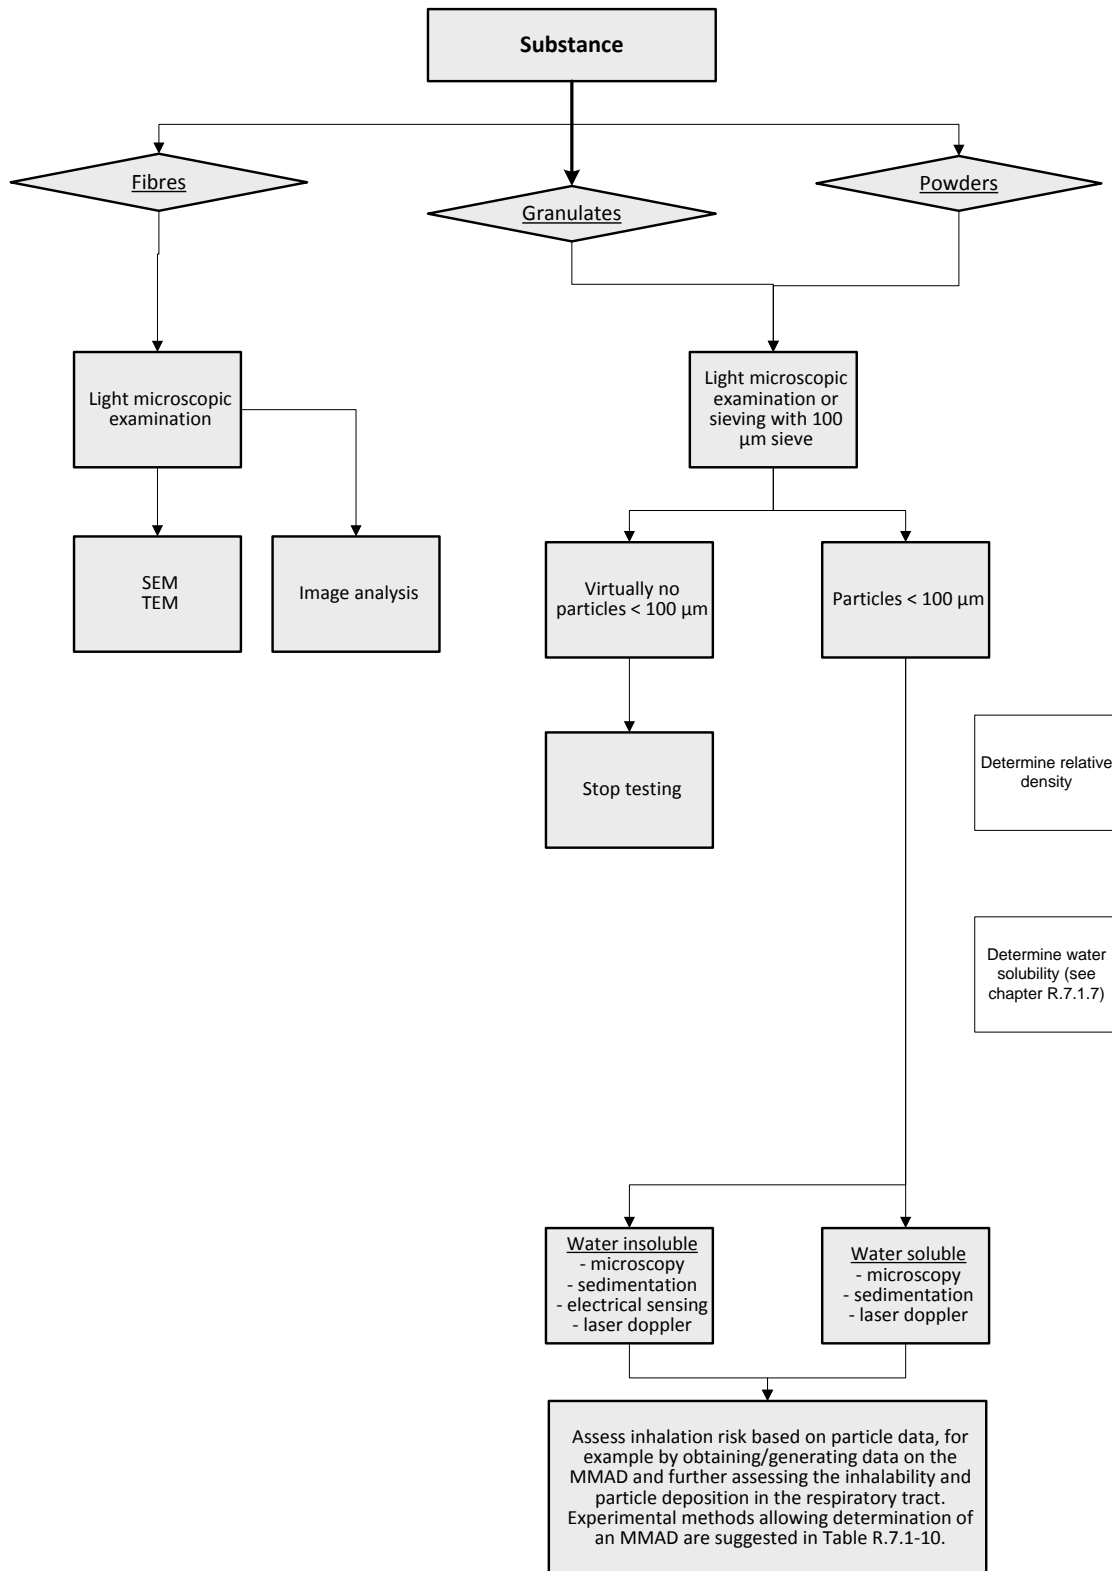 Substance
Fibres
Granulates
Powders
Light microscopic
examination
Light microscopic
examination or
sieving with 100
µm sieve
SEM
TEM
Image analysis
Virtually no
particles < 100 µm
Particles < 100 µm
Stop testing
Determine relative
density
Determine water
solubility (see
chapter R.7.1.7)
Water insoluble
- microscopy
- sedimentation
- electrical sensing
- laser doppler
Water soluble
- microscopy
- sedimentation
- laser doppler
Assess inhalation risk based on particle data, for
example by obtaining/generating data on the
MMAD and further assessing the inhalability and
particle deposition in the respiratory tract.
Experimental methods allowing determination of
an MMAD are suggested in Table R.7.1-10.